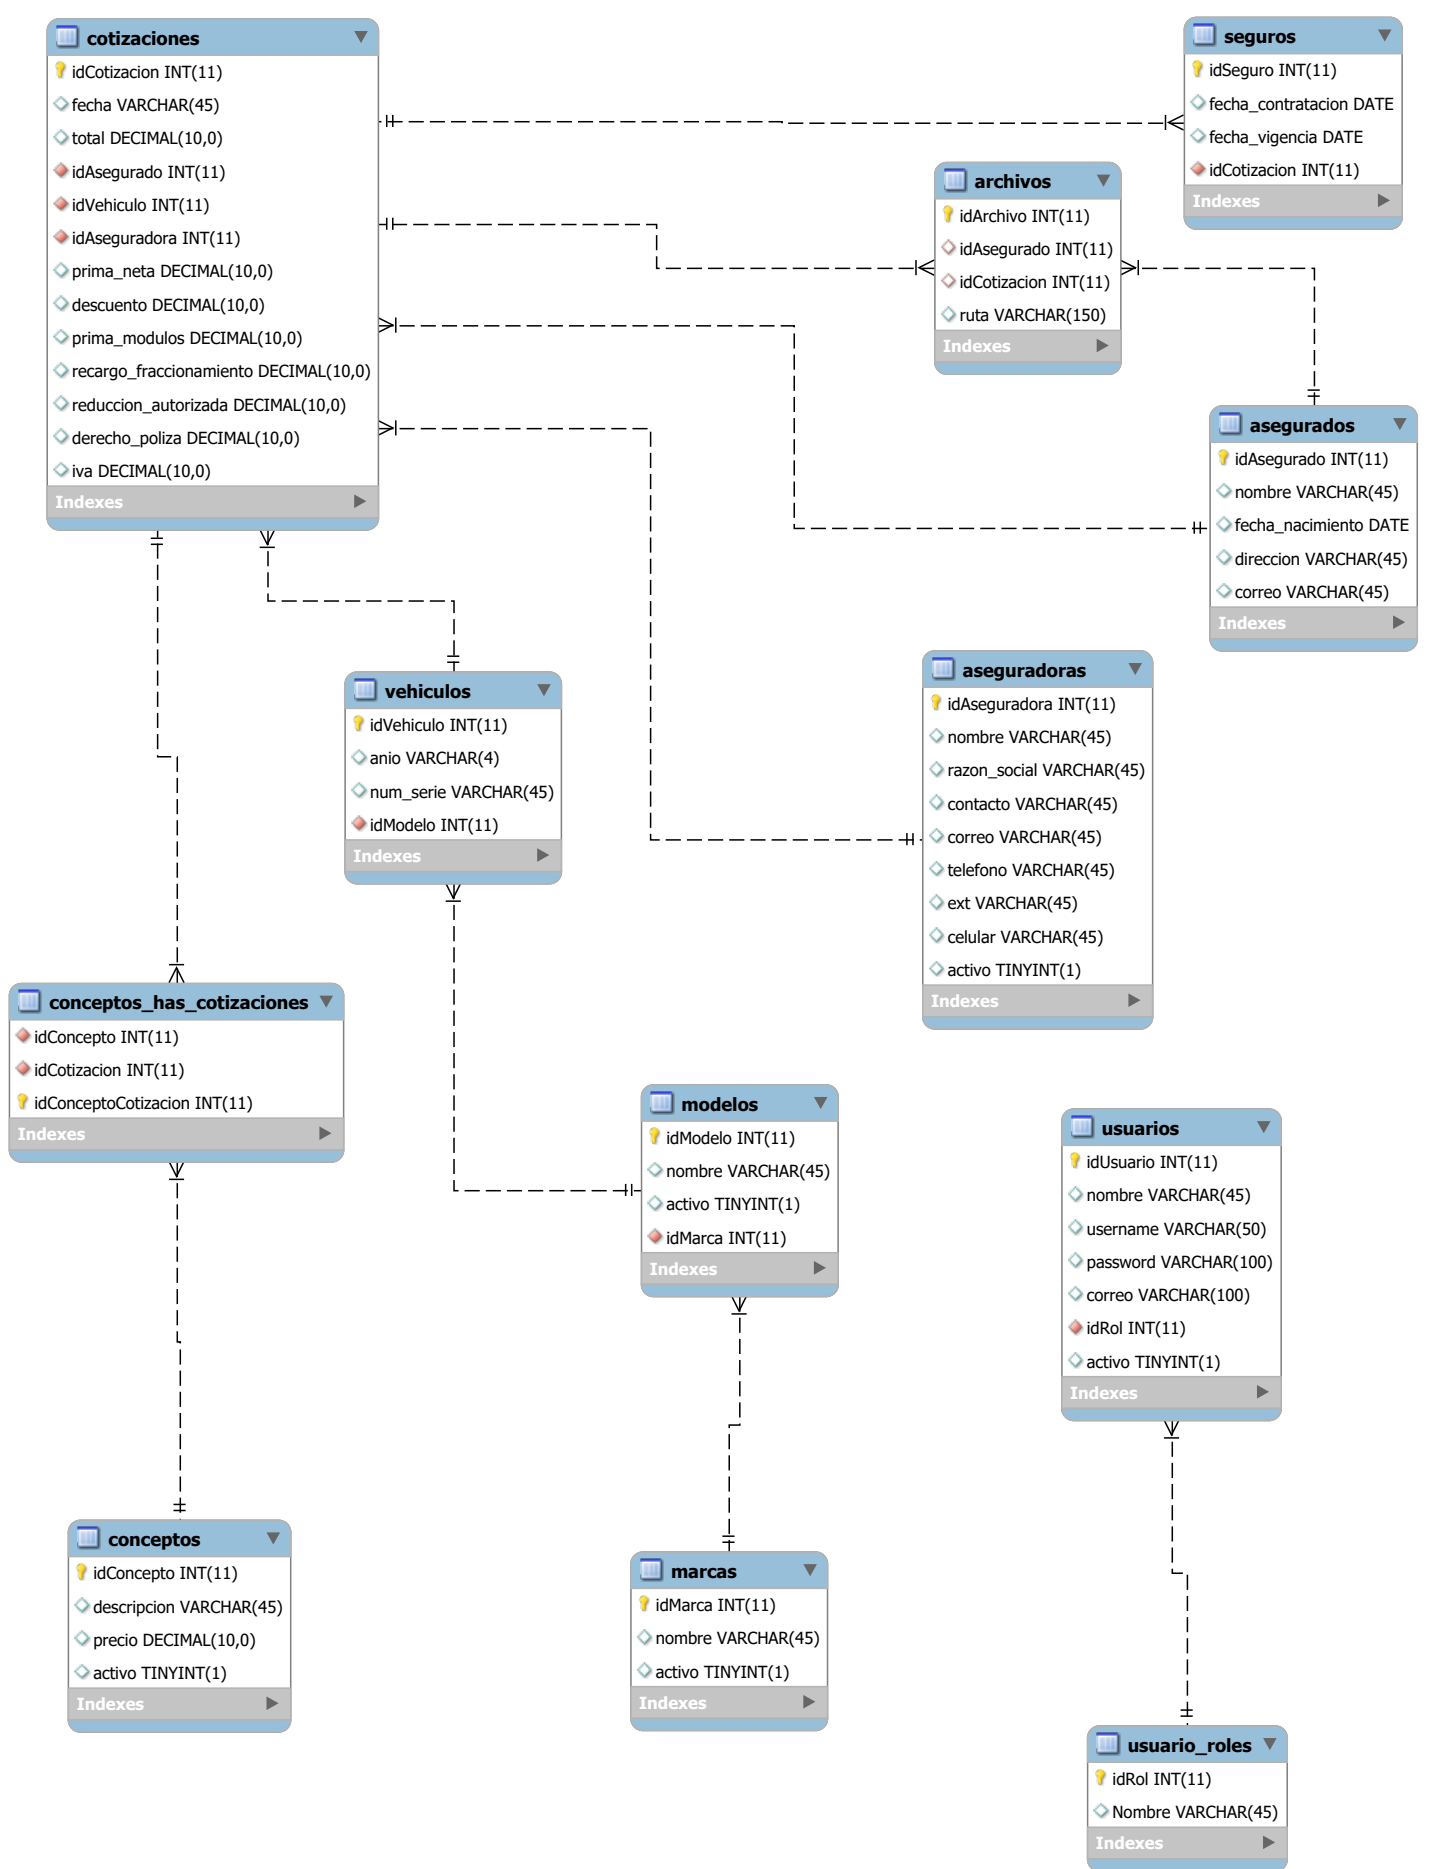 cotizaciones
idCotizacion INT(11)
fecha VARCHAR(45)
total DECIMAL(10,0)
idAsegurado INT(11)
idVehiculo INT(11)
idAseguradora INT(11)
prima_neta DECIMAL(10,0)
descuento DECIMAL(10,0)
prima_modulos DECIMAL(10,0)
recargo_fraccionamiento DECIMAL(10,0)
reduccion_autorizada DECIMAL(10,0)
derecho_poliza DECIMAL(10,0)
iva DECIMAL(10,0)
Indexes
seguros
idSeguro INT(11)
fecha_contratacion DATE
fecha_vigencia DATE
idCotizacion INT(11)
Indexes
archivos
idArchivo INT(11)
idAsegurado INT(11)
idCotizacion INT(11)
ruta VARCHAR(150)
Indexes
asegurados
idAsegurado INT(11)
nombre VARCHAR(45)
fecha_nacimiento DATE
direccion VARCHAR(45)
correo VARCHAR(45)
Indexes
vehiculos
idVehiculo INT(11)
anio VARCHAR(4)
num_serie VARCHAR(45)
idModelo INT(11)
Indexes
aseguradoras
idAseguradora INT(11)
nombre VARCHAR(45)
razon_social VARCHAR(45)
contacto VARCHAR(45)
correo VARCHAR(45)
telefono VARCHAR(45)
ext VARCHAR(45)
celular VARCHAR(45)
activo TINYINT(1)
Indexes
conceptos_has_cotizaciones
idConcepto INT(11)
idCotizacion INT(11)
idConceptoCotizacion INT(11)
Indexes
modelos
idModelo INT(11)
nombre VARCHAR(45)
activo TINYINT(1)
idMarca INT(11)
Indexes
usuarios
idUsuario INT(11)
nombre VARCHAR(45)
username VARCHAR(50)
password VARCHAR(100)
correo VARCHAR(100)
idRol INT(11)
activo TINYINT(1)
Indexes
conceptos
idConcepto INT(11)
descripcion VARCHAR(45)
precio DECIMAL(10,0)
activo TINYINT(1)
Indexes
marcas
idMarca INT(11)
nombre VARCHAR(45)
activo TINYINT(1)
Indexes
usuario_roles
idRol INT(11)
Nombre VARCHAR(45)
Indexes